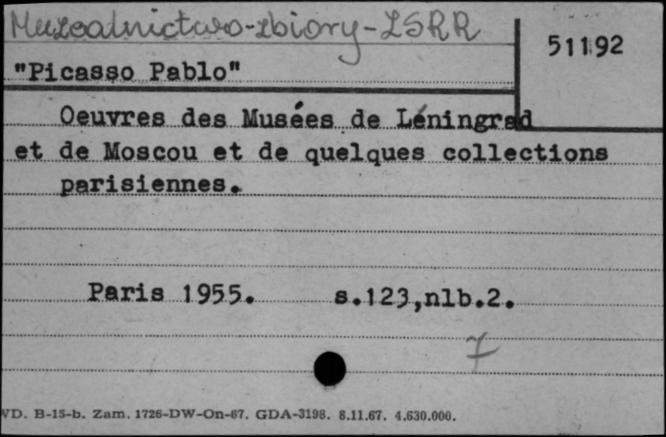 Muzealnictwo-zbiory-ZSRR
51192
"Picasso Pablo"
Oeuvres des Musées de Léningrad
et de Moscou et de quelques collections
parisiennes.
Paris 1955. s.123,nlb.2.
7
WD. B-15-b. Zam. 1726-DW-On-67. GDA-3198. 8.11.67. 4.630.000.